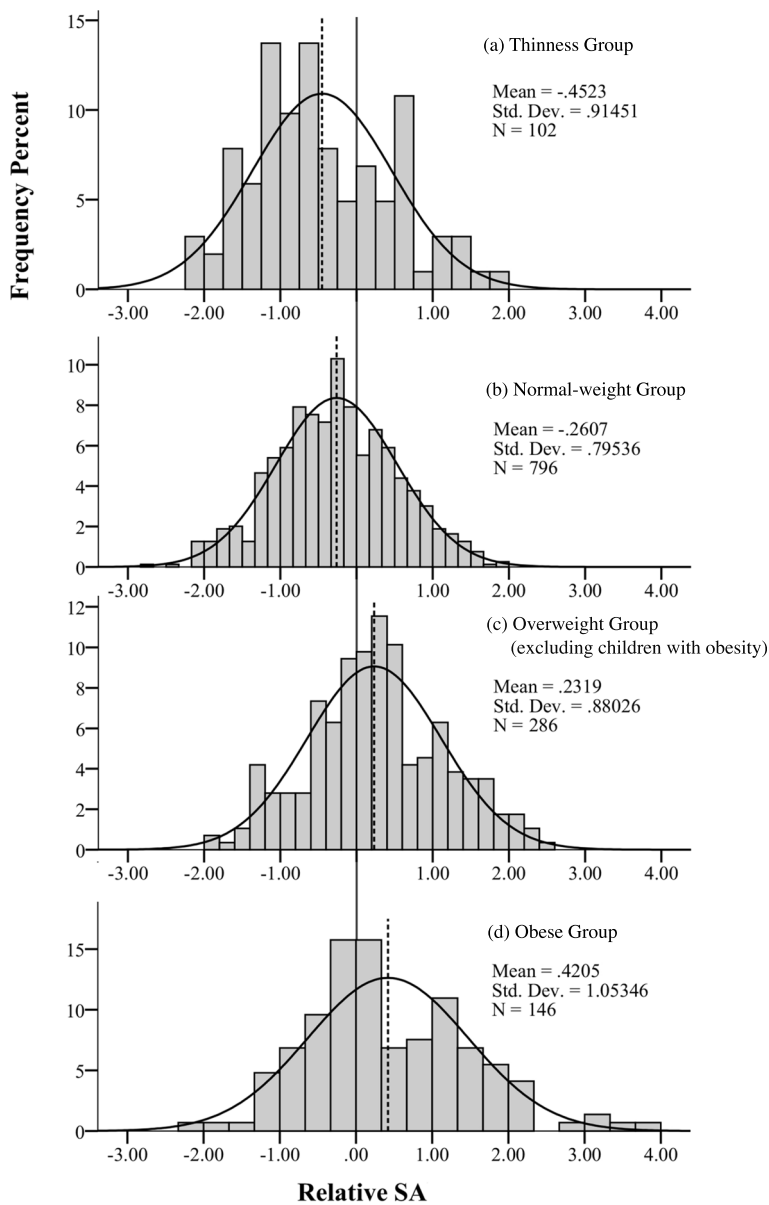 Frequency Percent
15
10
5
0
-3.00 -2.00 -1.00 1.00 2.00 3.00 4.00
(a) Thinness Group
Mean = -.4523
Std. Dev. = .91451
N = 102
10
8
6
4
2
0
-3.00 -2.00 -1.00 1.00 2.00 3.00 4.00
(b) Normal-weight Group
Mean = -.2607
Std. Dev. = .79536
N = 796
12
10
8
6
4
2
0
-3.00 -2.00 -1.00 1.00 2.00 3.00 4.00
(c) Overweight Group
(excluding children with obesity)
Mean = .2319
Std. Dev. = .88026
N = 286
15
10
5
0
-3.00 -2.00 -1.00 .00 1.00 2.00 3.00 4.00
(d) Obese Group
Mean = .4205
Std. Dev. = 1.05346
N = 146
Relative SA